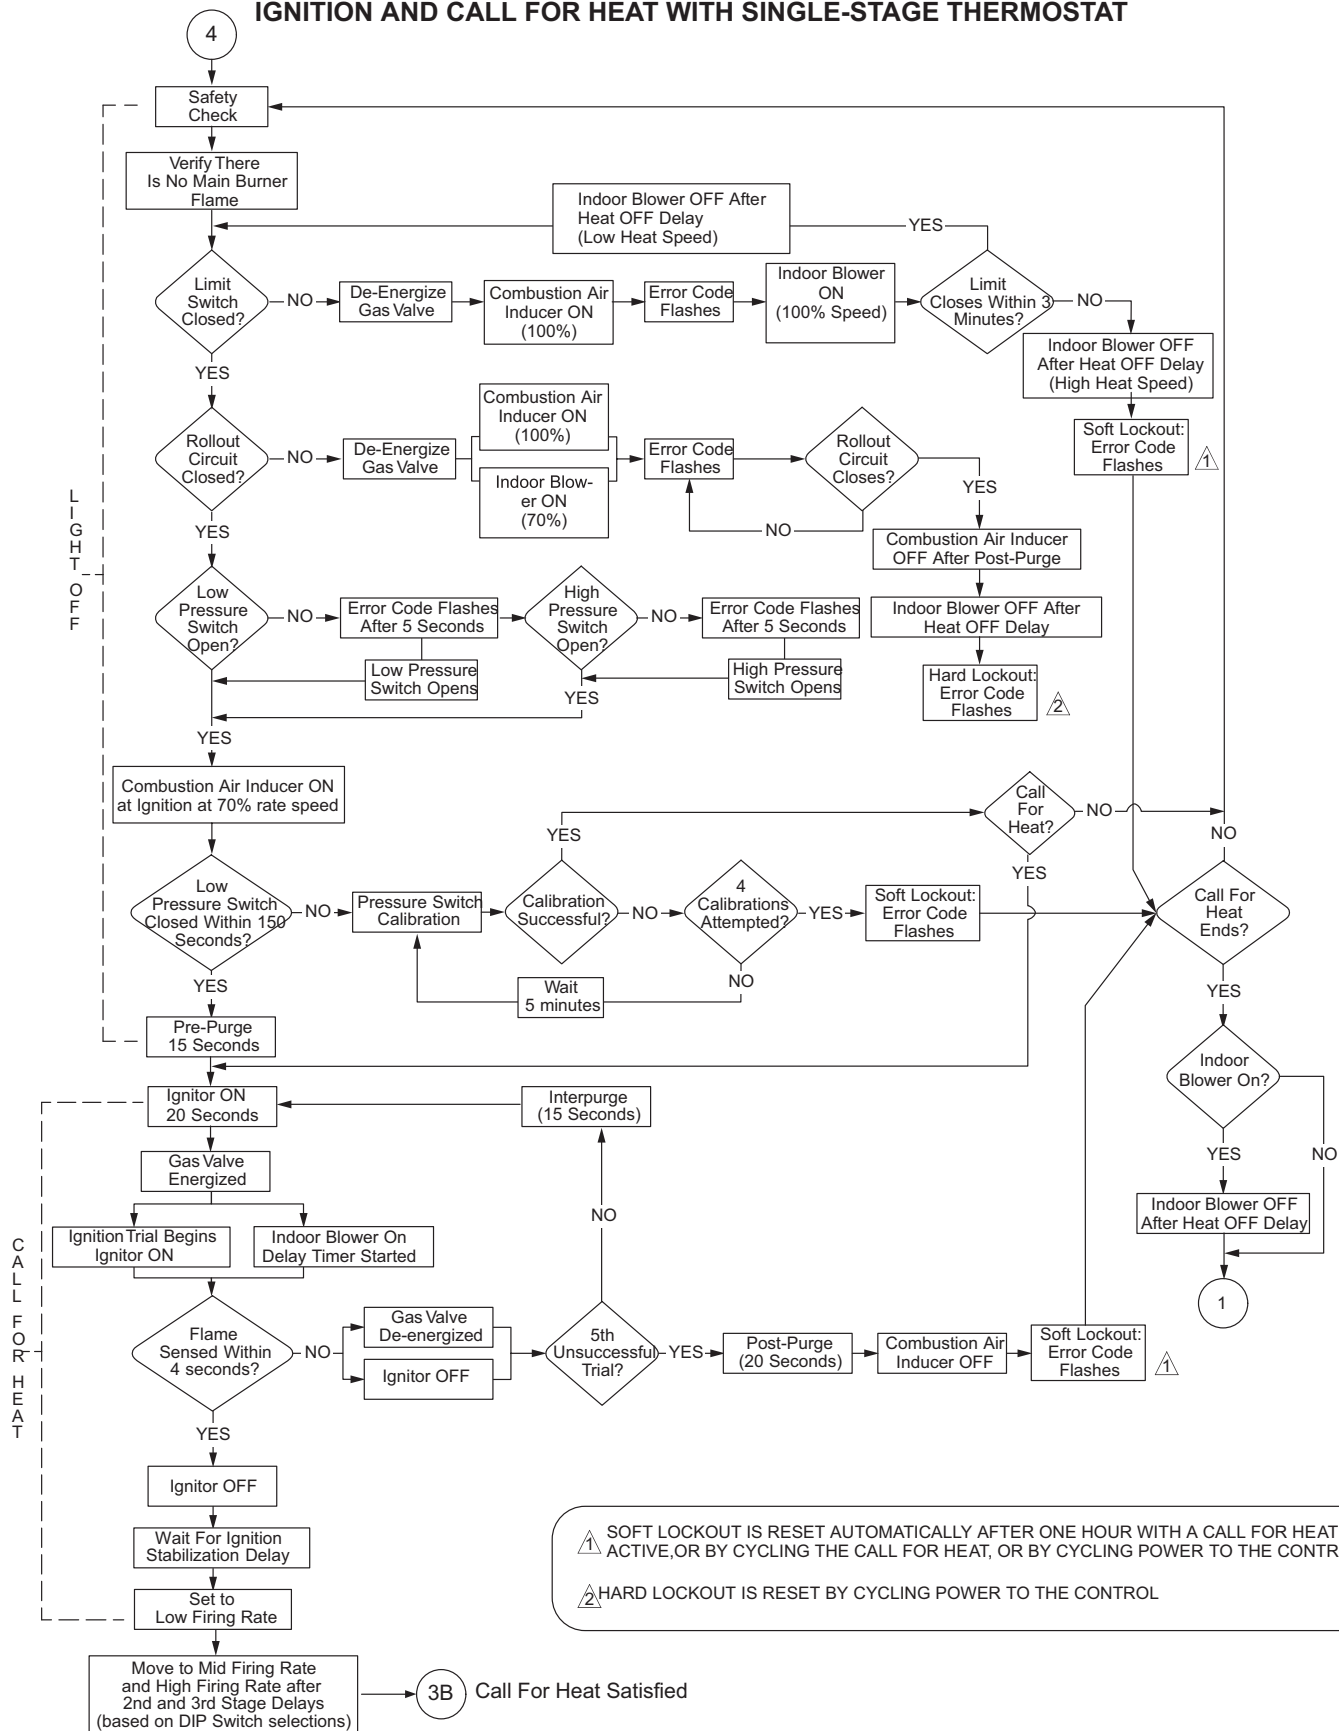 IGNITION AND CALL FOR HEAT WITH SINGLE-STAGE THERMOSTAT
4
Safety
Check
Verify There
Is No Main Burner
Flame
Indoor Blower OFF After
Heat OFF Delay
(Low Heat Speed)
YES
Limit
Switch
Closed?
NO
De-Energize
Gas Valve
Combustion Air
Inducer ON
(100%)
Error Code
Flashes
Indoor Blower
ON
(100% Speed)
Limit
Closes Within 3
Minutes?
NO
Indoor Blower OFF
After Heat OFF Delay
(High Heat Speed)
Soft Lockout:
Error Code
Flashes
1
YES
Rollout
Circuit
Closed?
NO
De-Energize
Gas Valve
Combustion Air
Inducer ON
(100%)
Indoor Blow-
er ON
(70%)
Error Code
Flashes
Rollout
Circuit
Closes?
NO
YES
Combustion Air Inducer
OFF After Post-Purge
Indoor Blower OFF After
Heat OFF Delay
Hard Lockout:
Error Code
Flashes
2
YES
LIGHT OFF
Low
Pressure
Switch
Open?
NO
Error Code Flashes
After 5 Seconds
Low Pressure
Switch Opens
High
Pressure
Switch
Open?
NO
Error Code Flashes
After 5 Seconds
High Pressure
Switch Opens
YES
YES
Combustion Air Inducer ON
at Ignition at 70% rate speed
Call
For
Heat?
NO
NO
YES
YES
Low
Pressure Switch
Closed Within 150
Seconds?
NO
Pressure Switch
Calibration
Calibration
Successful?
NO
4
Calibrations
Attempted?
YES
Soft Lockout:
Error Code
Flashes
Call For
Heat
Ends?
NO
Wait
5 minutes
YES
YES
Pre-Purge
15 Seconds
Indoor
Blower On?
YES
NO
Indoor Blower OFF
After Heat OFF Delay
1
Ignitor ON
20 Seconds
Interpurge
(15 Seconds)
Gas Valve
Energized
NO
Ignition Trial Begins
Ignitor ON
Indoor Blower On
Delay Timer Started
CALL FOR HEAT
Flame
Sensed Within
4 seconds?
NO
Gas Valve
De-energized
Ignitor OFF
5th
Unsuccessful
Trial?
YES
Post-Purge
(20 Seconds)
Combustion Air
Inducer OFF
Soft Lockout:
Error Code
Flashes
1
YES
Ignitor OFF
Wait For Ignition
Stabilization Delay
Set to
Low Firing Rate
Move to Mid Firing Rate
and High Firing Rate after
2nd and 3rd Stage Delays
(based on DIP Switch selections)
3B
Call For Heat Satisfied
1 SOFT LOCKOUT IS RESET AUTOMATICALLY AFTER ONE HOUR WITH A CALL FOR HEAT
ACTIVE,OR BY CYCLING THE CALL FOR HEAT, OR BY CYCLING POWER TO THE CONTR
2 HARD LOCKOUT IS RESET BY CYCLING POWER TO THE CONTROL